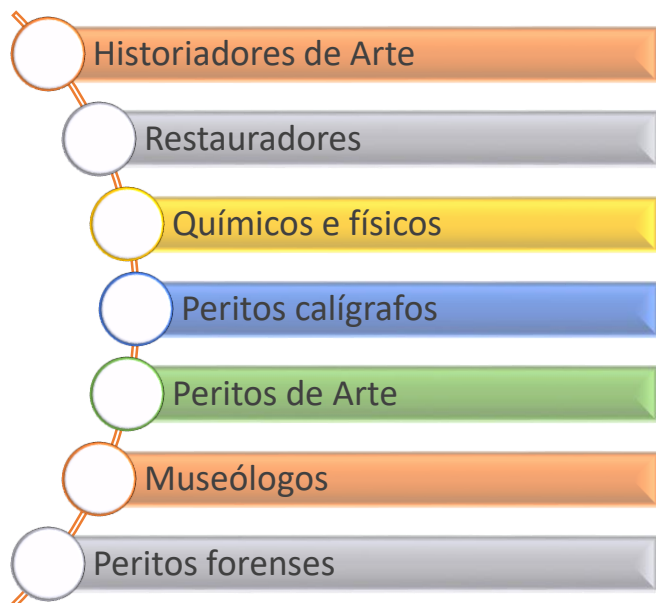 Historiadores de Arte
Restauradores
Químicos e físicos
Peritos calígrafos
Peritos de Arte
Museólogos
Peritos forenses